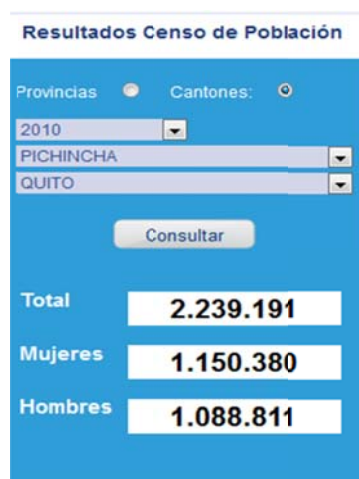 Resultados Censo de Población
Provincias Cantones:
2010
PICHINCHA
QUITO
Consultar
Total 2.239.191
Mujeres 1.150.380
Hombres 1.088.811